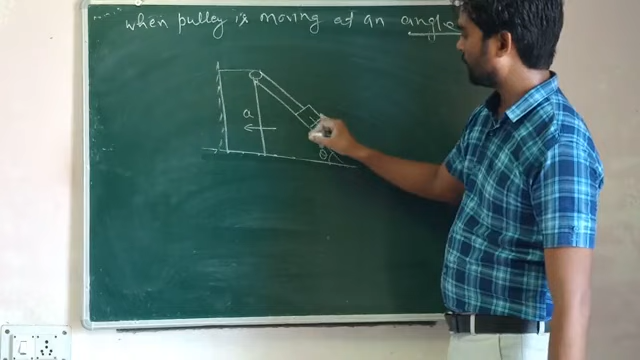 when pulley is moving at an angle
a
θ